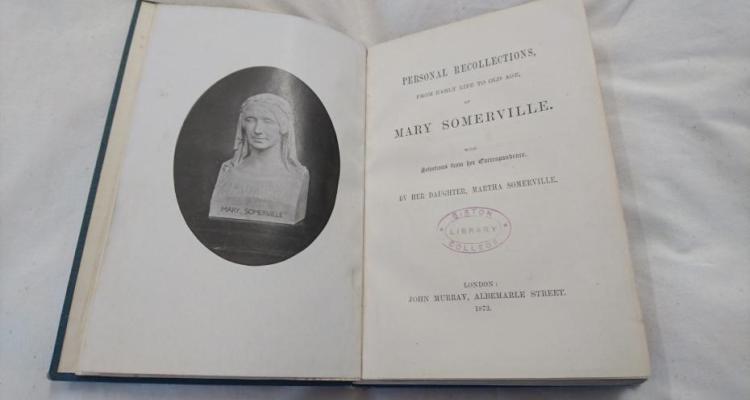 MARY SOMERVILLE
PERSONAL RECOLLECTIONS,
FROM EARLY LIFE TO OLD AGE,
OF
MARY SOMERVILLE.
WITH
Selections from her Correspondence.
BY HER DAUGHTER, MARTHA SOMERVILLE.
LIBRARY
COLLEGE
LONDON:
JOHN MURRAY, ALBEMARLE STREET.
1873.